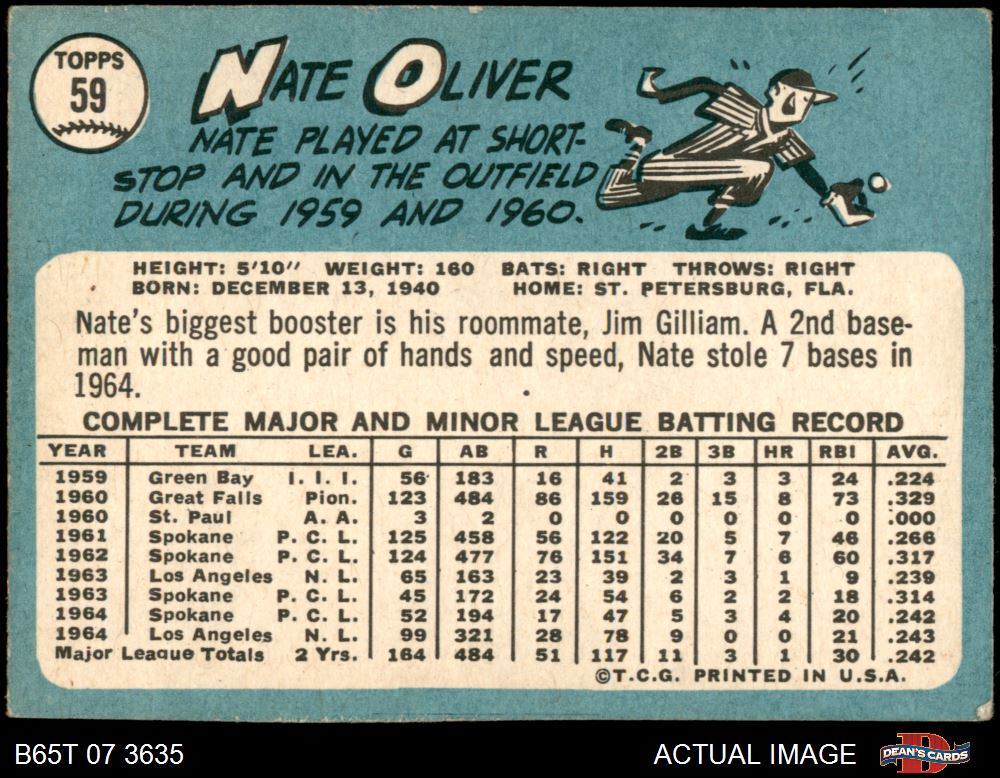 TOPPS
59
NATE OLIVER
NATE PLAYED AT SHORT-
STOP AND IN THE OUTFIELD
DURING 1959 AND 1960.
HEIGHT: 5'10" WEIGHT: 160 BATS: RIGHT THROWS: RIGHT
BORN: DECEMBER 13, 1940 HOME: ST. PETERSBURG, FLA.
Nate's biggest booster is his roommate, Jim Gilliam. A 2nd base-
man with a good pair of hands and speed, Nate stole 7 bases in
1964.
COMPLETE MAJOR AND MINOR LEAGUE BATTING RECORD
YEAR TEAM LEA. G AB R H 2B 3B HR RBI AVG.
1959 Green Bay I. I. I. 56 183 16 41 2 3 3 24 .224
1960 Great Falls Pion. 123 484 86 159 26 15 8 73 .329
1960 St. Paul A. A. 3 2 0 0 0 0 0 0 .000
1961 Spokane P. C. L. 125 458 56 122 20 5 7 46 .266
1962 Spokane P. C. L. 124 477 76 151 34 7 6 60 .317
1963 Los Angeles N. L. 65 163 23 39 2 3 1 9 .239
1963 Spokane P. C. L. 45 172 24 54 6 2 2 18 .314
1964 Spokane P. C. L. 52 194 17 47 5 3 4 20 .242
1964 Los Angeles N. L. 99 321 28 78 9 0 0 21 .243
Major League Totals 2 Yrs. 164 484 51 117 11 3 1 30 .242
©T.C.G. PRINTED IN U.S.A.
B65T 07 3635 ACTUAL IMAGE DEAN'S CARDS